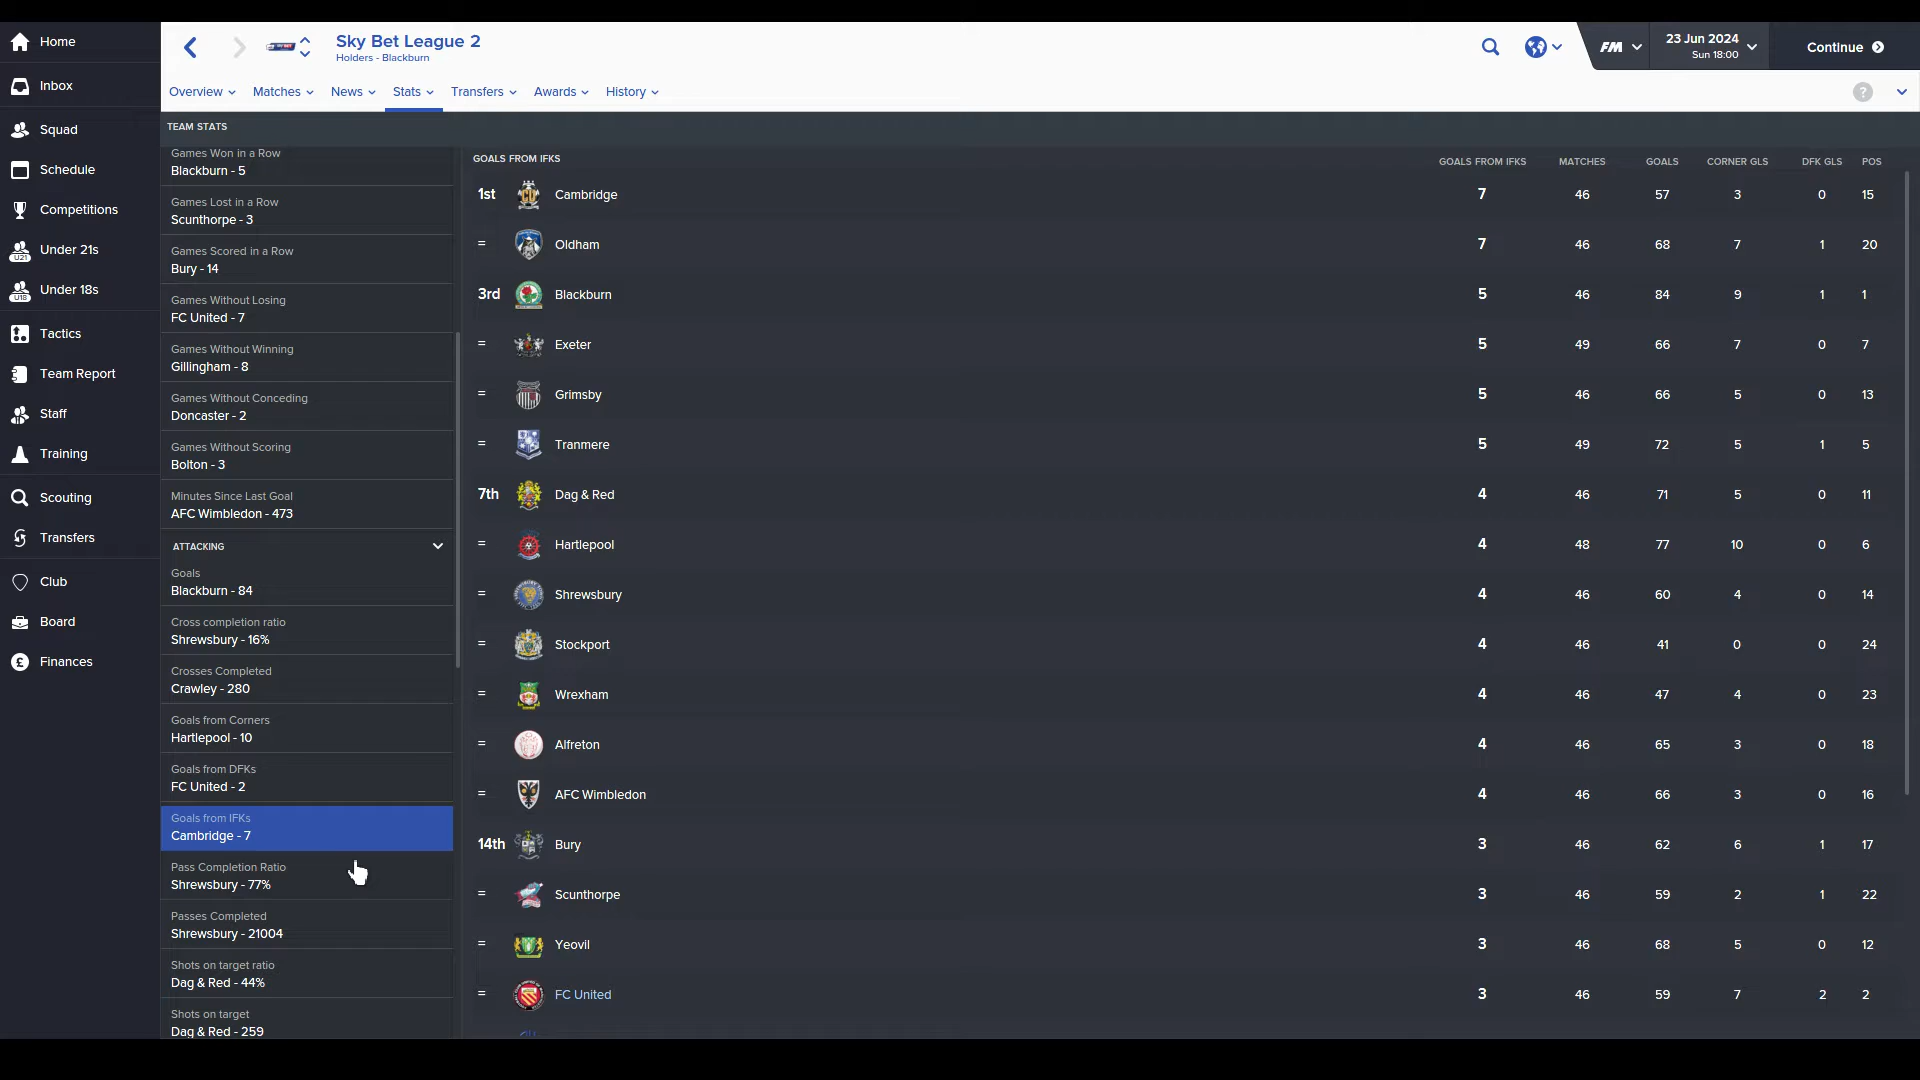 Home
Inbox
Squad
Schedule
Competitions
U21 Under 21s
U18 Under 18s
Tactics
Team Report
Staff
Training
Scouting
Transfers
Club
Board
£ Finances
SKY BET
Sky Bet League 2
Holders - Blackburn
FM
23 Jun 2024
Sun 18:00
Continue
Overview Matches News Stats Transfers Awards History
?
TEAM STATS
Games Won in a Row
Blackburn - 5
Games Lost in a Row
Scunthorpe - 3
Games Scored in a Row
Bury - 14
Games Without Losing
FC United - 7
Games Without Winning
Gillingham - 8
Games Without Conceding
Doncaster - 2
Games Without Scoring
Bolton - 3
Minutes Since Last Goal
AFC Wimbledon - 473
ATTACKING
Goals
Blackburn - 84
Cross completion ratio
Shrewsbury - 16%
Crosses Completed
Crawley - 280
Goals from Corners
Hartlepool - 10
Goals from DFKs
FC United - 2
Goals from IFKs
Cambridge - 7
Pass Completion Ratio
Shrewsbury - 77%
Passes Completed
Shrewsbury - 21004
Shots on target ratio
Dag & Red - 44%
Shots on target
Dag & Red - 259
GOALS FROM IFKS GOALS FROM IFKS MATCHES GOALS CORNER GLS DFK GLS POS
1st Cambridge 7 46 57 3 0 15
= Oldham 7 46 68 7 1 20
3rd Blackburn 5 46 84 9 1 1
= Exeter 5 49 66 7 0 7
= Grimsby 5 46 66 5 0 13
= Tranmere 5 49 72 5 1 5
7th Dag & Red 4 46 71 5 0 11
= Hartlepool 4 48 77 10 0 6
= Shrewsbury 4 46 60 4 0 14
= Stockport 4 46 41 0 0 24
= Wrexham 4 46 47 4 0 23
= Alfreton 4 46 65 3 0 18
= AFC Wimbledon 4 46 66 3 0 16
14th Bury 3 46 62 6 1 17
= Scunthorpe 3 46 59 2 1 22
= Yeovil 3 46 68 5 0 12
= FC United 3 46 59 7 2 2